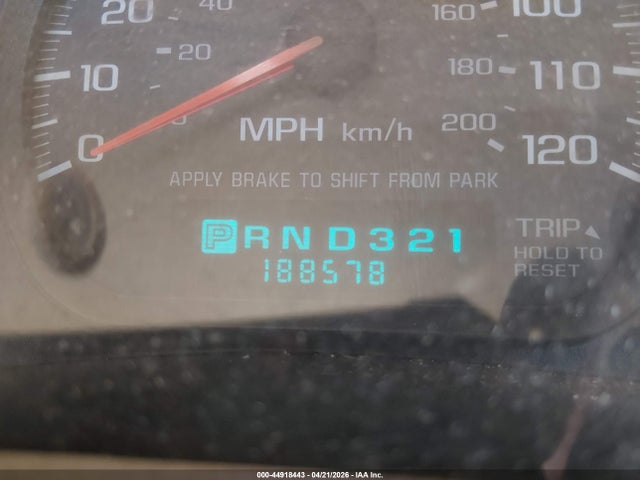 20 40 160 100
10 20 180 110
0 0 MPH km/h 200 120
APPLY BRAKE TO SHIFT FROM PARK
PRND321 TRIP
188578 HOLD TO
RESET
000-44918443 - 04/21/2026 - IAA Inc.